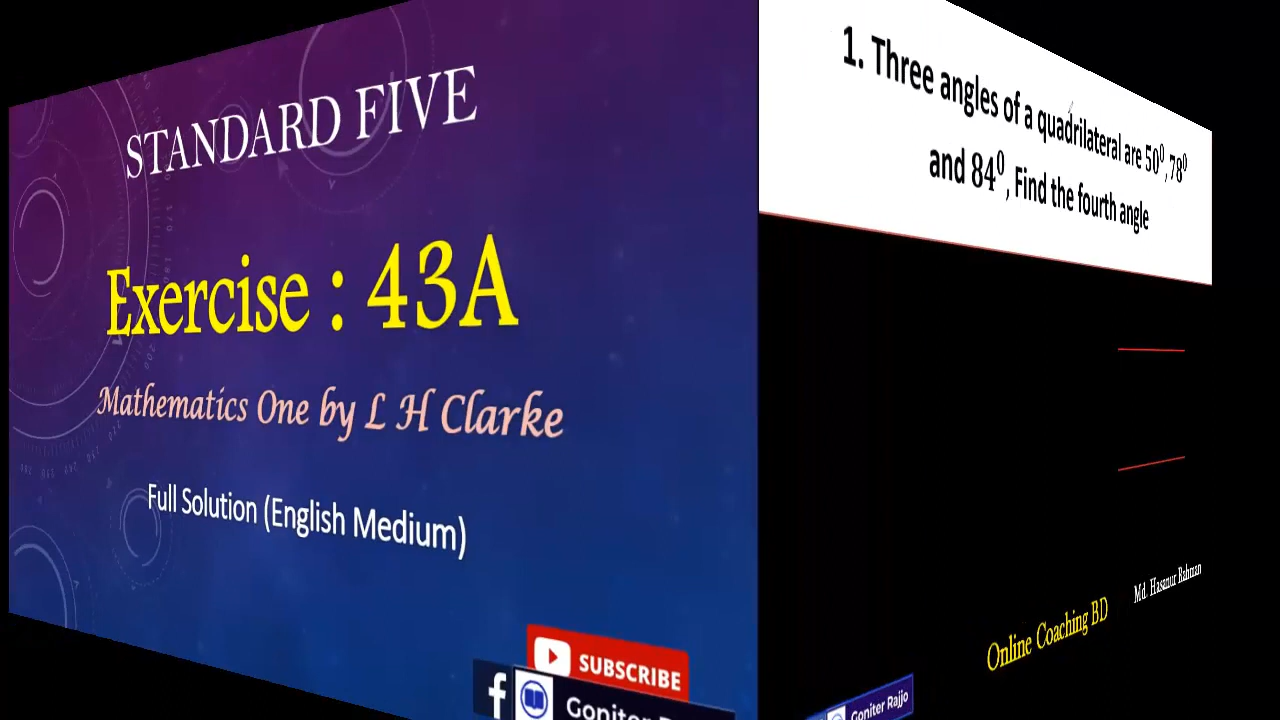 STANDARD FIVE
Exercise : 43A
Mathematics One by L H Clarke
Full Solution (English Medium)
SUBSCRIBE
Goniter
1. Three angles of a quadrilateral are 50⁰,78⁰
and 84⁰, Find the fourth angle
Online Coaching BD
Md. Hasanur Rahman
Goniter Rajjo